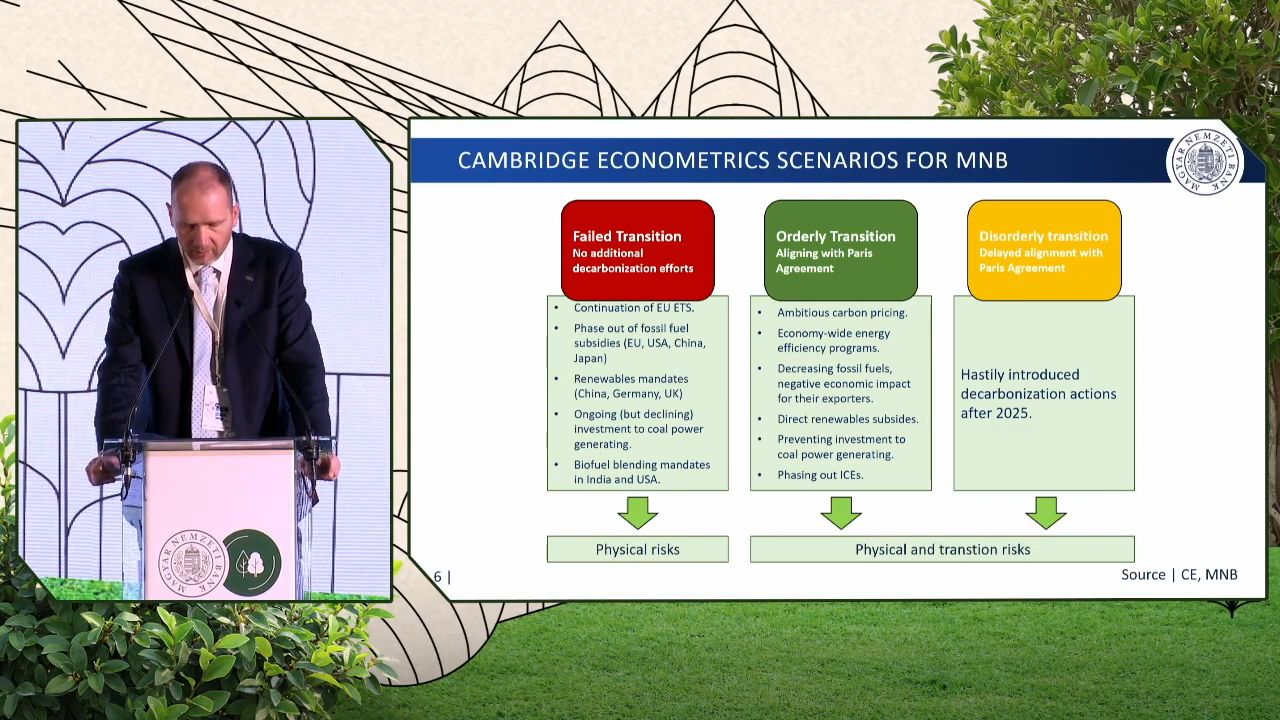 CAMBRIDGE ECONOMETRICS SCENARIOS FOR MNB
MAGYAR NEMZETI BANK
Failed Transition
No additional
decarbonization efforts
• Continuation of EU ETS.
• Phase out of fossil fuel
subsidies (EU, USA, China,
Japan)
• Renewables mandates
(China, Germany, UK)
• Ongoing (but declining)
investment to coal power
generating.
• Biofuel blending mandates
in India and USA.
Physical risks
Orderly Transition
Aligning with Paris
Agreement
• Ambitious carbon pricing.
• Economy-wide energy
efficiency programs.
• Decreasing fossil fuels,
negative economic impact
for their exporters.
• Direct renewables subsides.
• Preventing investment to
coal power generating.
• Phasing out ICEs.
Disorderly transition
Delayed alignment with
Paris Agreement
Hastily introduced
decarbonization actions
after 2025.
Physical and transtion risks
6 |
Source | CE, MNB
MAGYAR NEMZETI BANK